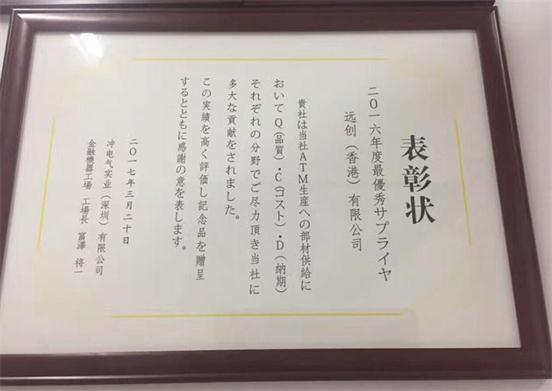 表彰状
二〇一六年度最優秀サプライヤ
远创(香港)有限公司
貴社は当社ATM生産への部材供給に
おいてQ(品質)・C(コスト)・D(納期)
それぞれの分野でご尽力頂き当社に
多大な貢献をされました。
この実績を高く評価し記念品を贈呈
するとともに感謝の意を表します。
二〇一七年三月二十日
冲电气实业(深圳)有限公司
金融機器工場 工場長 富澤 将一